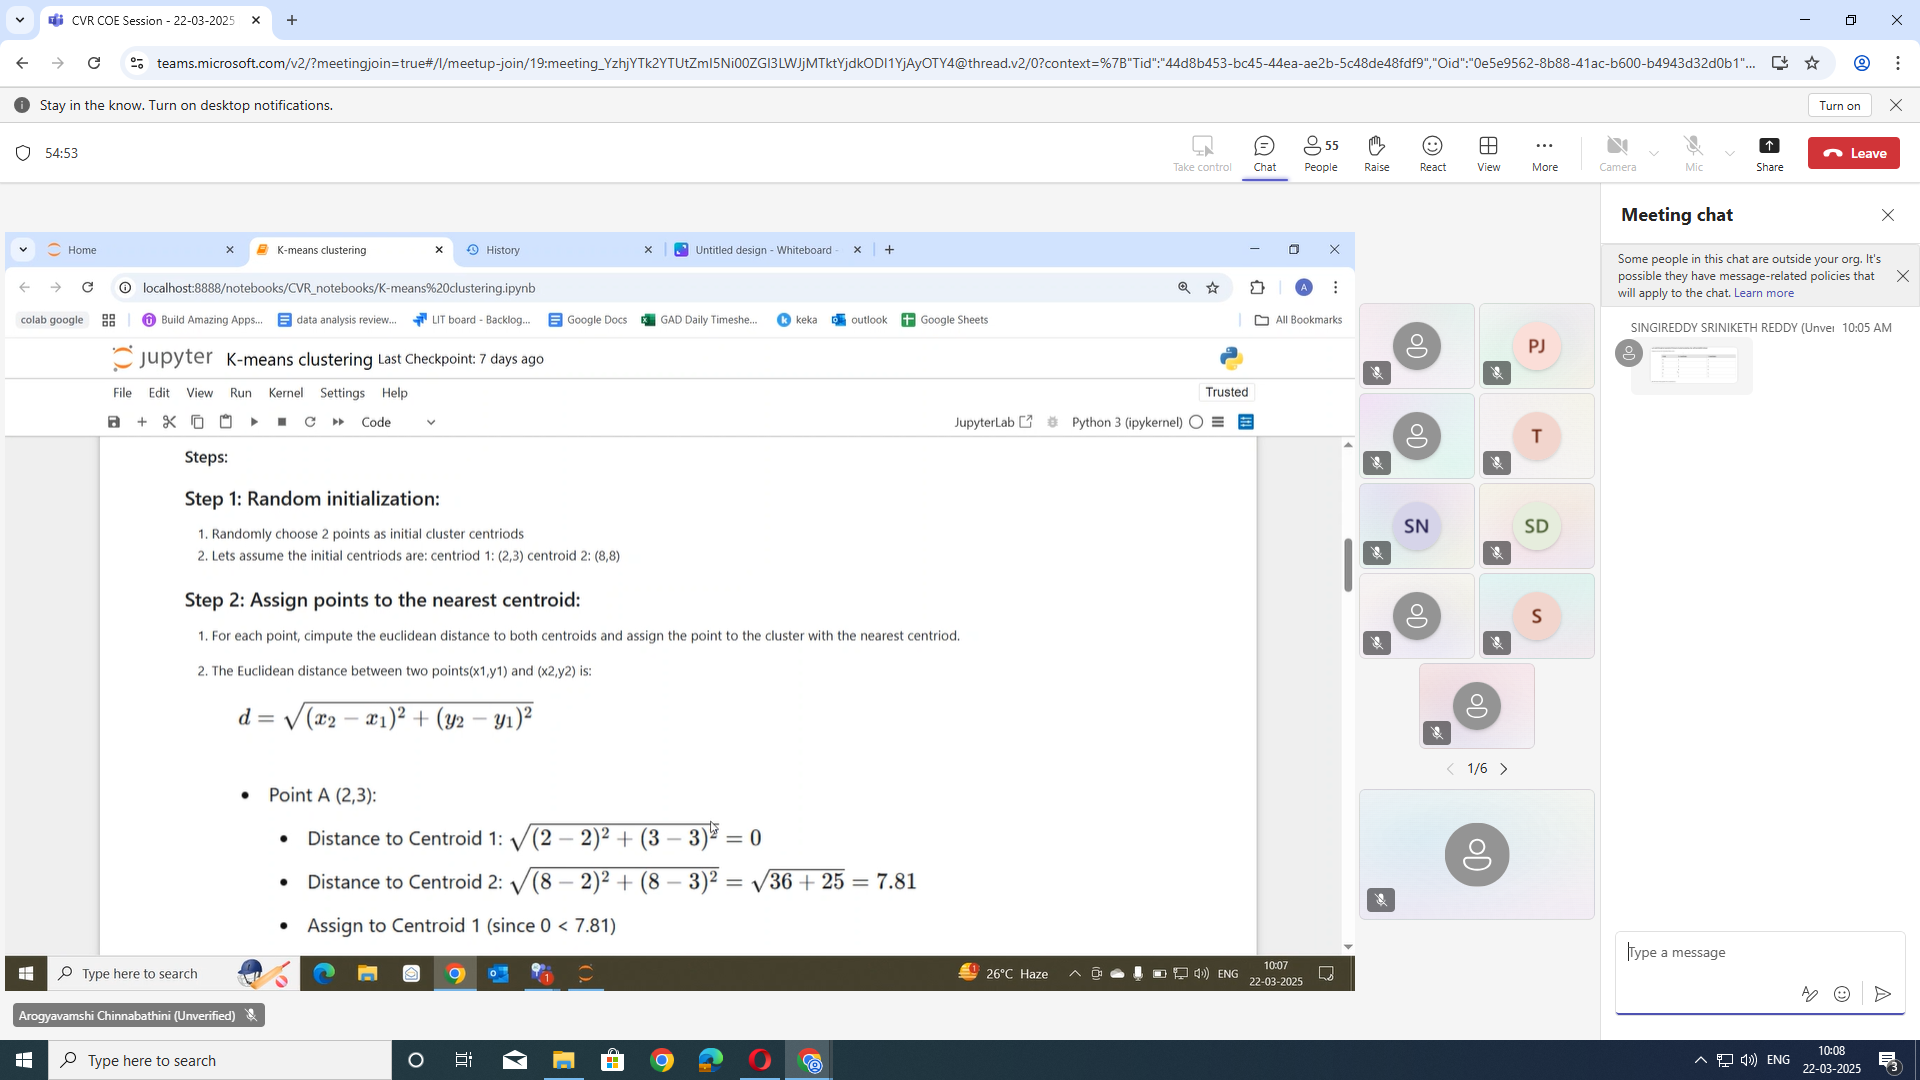 CVR COE Session - 22-03-2025
teams.microsoft.com/v2/?meetingjoin=true#/l/meetup-join/19:meeting_YzhjYTk2YTUtZmI5Ni00ZGI3LWJjMTktYjdkODI1YjAyOTY4@thread.v2/0?context=%7B"Tid":"44d8b453-bc45-44ea-ae2b-5c48de48fdf9","Oid":"0e5e9562-8b88-41ac-b600-b4943d32d0b1"...
Stay in the know. Turn on desktop notifications.
Turn on
54:53
Take control
Chat
55
People
Raise
React
View
More
Camera
Mic
Share
Leave
Home
K-means clustering
History
Untitled design - Whiteboard -
localhost:8888/notebooks/CVR_notebooks/K-means%20clustering.ipynb
A
colab google
Build Amazing Apps...
data analysis review...
LIT board - Backlog...
Google Docs
GAD Daily Timeshe...
keka
outlook
Google Sheets
All Bookmarks
jupyter K-means clustering Last Checkpoint: 7 days ago
File Edit View Run Kernel Settings Help
Trusted
Code
JupyterLab
Python 3 (ipykernel)
Steps:
Step 1: Random initialization:
1. Randomly choose 2 points as initial cluster centriods
2. Lets assume the initial centriods are: centriod 1: (2,3) centroid 2: (8,8)
Step 2: Assign points to the nearest centroid:
1. For each point, cimpute the euclidean distance to both centroids and assign the point to the cluster with the nearest centriod.
2. The Euclidean distance between two points(x1,y1) and (x2,y2) is:
d = √(x₂ − x₁)² + (y₂ − y₁)²
• Point A (2,3):
• Distance to Centroid 1: √(2 − 2)² + (3 − 3)² = 0
• Distance to Centroid 2: √(8 − 2)² + (8 − 3)² = √36 + 25 = 7.81
• Assign to Centroid 1 (since 0 < 7.81)
Type here to search
26°C Haze
ENG
10:07
22-03-2025
Arogyavamshi Chinnabathini (Unverified)
PJ
T
SN
SD
S
1/6
Meeting chat
Some people in this chat are outside your org. It's
possible they have message-related policies that
will apply to the chat. Learn more
SINGIREDDY SRINIKETH REDDY (Unver 10:05 AM
Type a message
Type here to search
ENG
10:08
22-03-2025
3